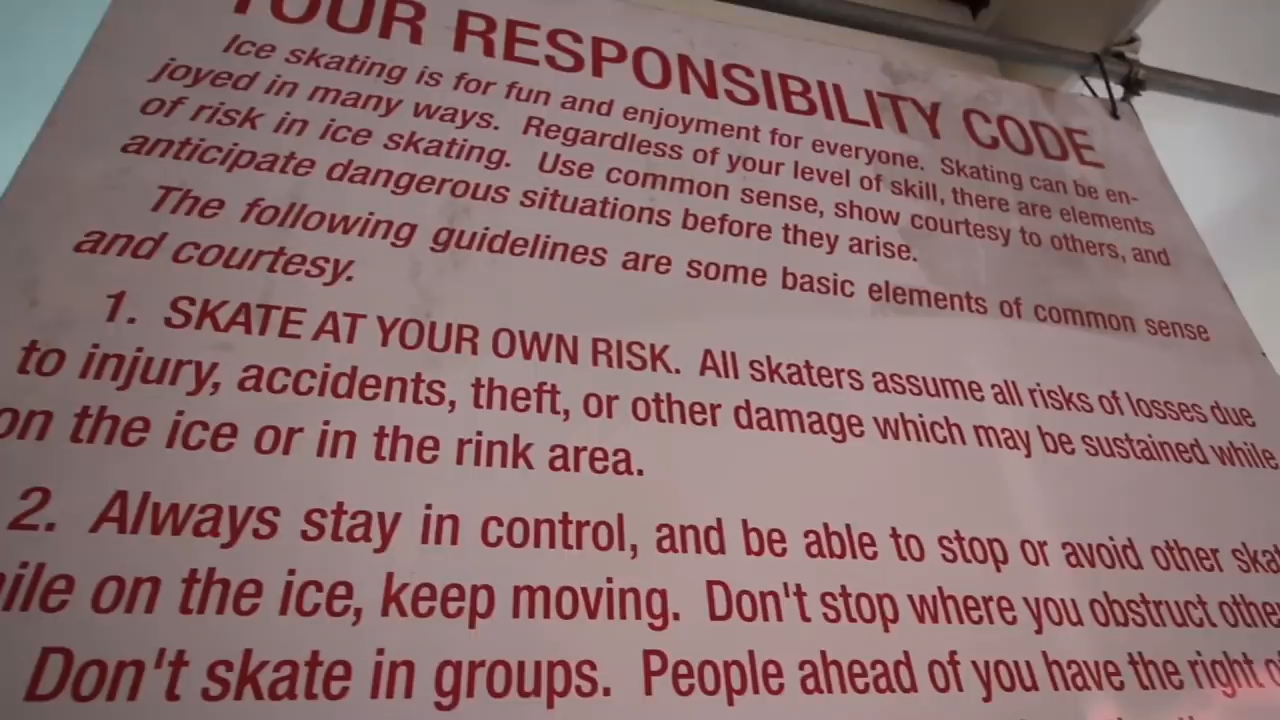 YOUR RESPONSIBILITY CODE
Ice skating is for fun and enjoyment for everyone. Skating can be en-
joyed in many ways. Regardless of your level of skill, there are elements
of risk in ice skating. Use common sense, show courtesy to others, and
anticipate dangerous situations before they arise.
The following guidelines are some basic elements of common sense
and courtesy.
1. SKATE AT YOUR OWN RISK. All skaters assume all risks of losses due
to injury, accidents, theft, or other damage which may be sustained while
on the ice or in the rink area.
2. Always stay in control, and be able to stop or avoid other
on the ice, keep moving. Don't stop where you obstruct
Don't skate in groups. People ahead of you have the right